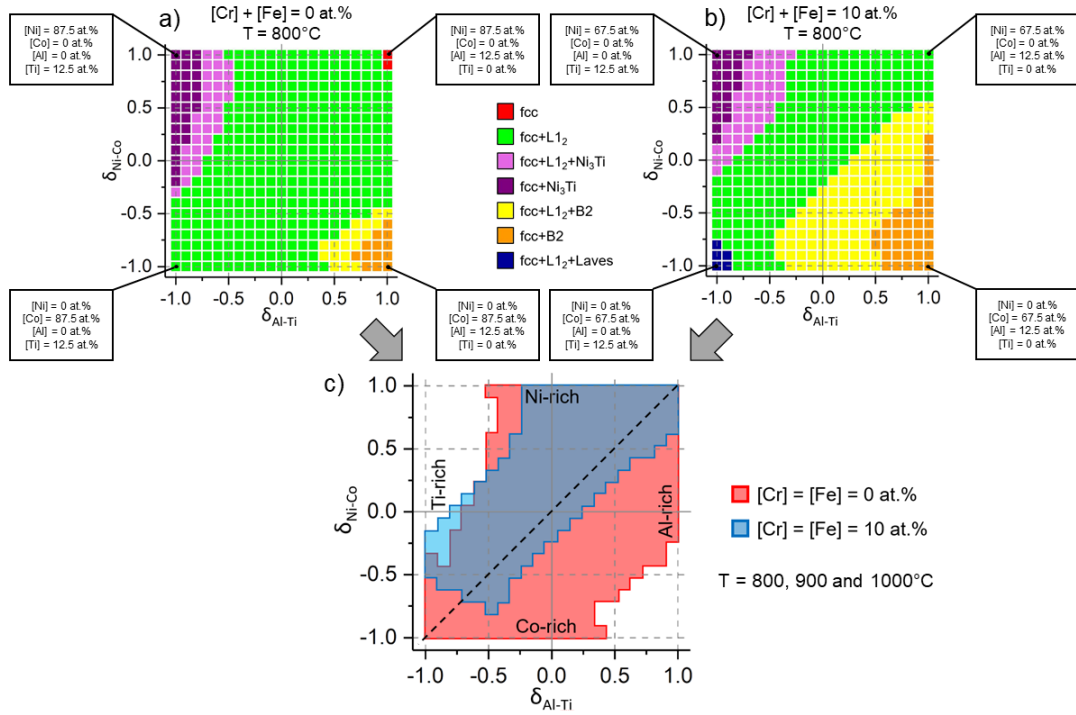 a)
[Cr] + [Fe] = 0 at.%
T = 800°C
b)
[Cr] + [Fe] = 10 at.%
T = 800°C
[Ni] = 87.5 at.%
[Co] = 0 at.%
[Al] = 0 at.%
[Ti] = 12.5 at.%
[Ni] = 87.5 at.%
[Co] = 0 at.%
[Al] = 12.5 at.%
[Ti] = 0 at.%
[Ni] = 67.5 at.%
[Co] = 0 at.%
[Al] = 0 at.%
[Ti] = 12.5 at.%
[Ni] = 67.5 at.%
[Co] = 0 at.%
[Al] = 12.5 at.%
[Ti] = 0 at.%
1.0
0.5
0.0
-0.5
-1.0
δNi-Co
-1.0 -0.5 0.0 0.5 1.0
δAl-Ti
fcc
fcc+L1₂
fcc+L1₂+Ni₃Ti
fcc+Ni₃Ti
fcc+L1₂+B2
fcc+B2
fcc+L1₂+Laves
1.0
0.5
0.0
-0.5
-1.0
δNi-Co
-1.0 -0.5 0.0 0.5 1.0
δAl-Ti
[Ni] = 0 at.%
[Co] = 87.5 at.%
[Al] = 0 at.%
[Ti] = 12.5 at.%
[Ni] = 0 at.%
[Co] = 87.5 at.%
[Al] = 12.5 at.%
[Ti] = 0 at.%
[Ni] = 0 at.%
[Co] = 67.5 at.%
[Al] = 0 at.%
[Ti] = 12.5 at.%
[Ni] = 0 at.%
[Co] = 67.5 at.%
[Al] = 12.5 at.%
[Ti] = 0 at.%
c)
1.0
0.5
0.0
-0.5
-1.0
δNi-Co
Ni-rich
Ti-rich
Al-rich
Co-rich
-1.0 -0.5 0.0 0.5 1.0
δAl-Ti
[Cr] = [Fe] = 0 at.%
[Cr] = [Fe] = 10 at.%
T = 800, 900 and 1000°C